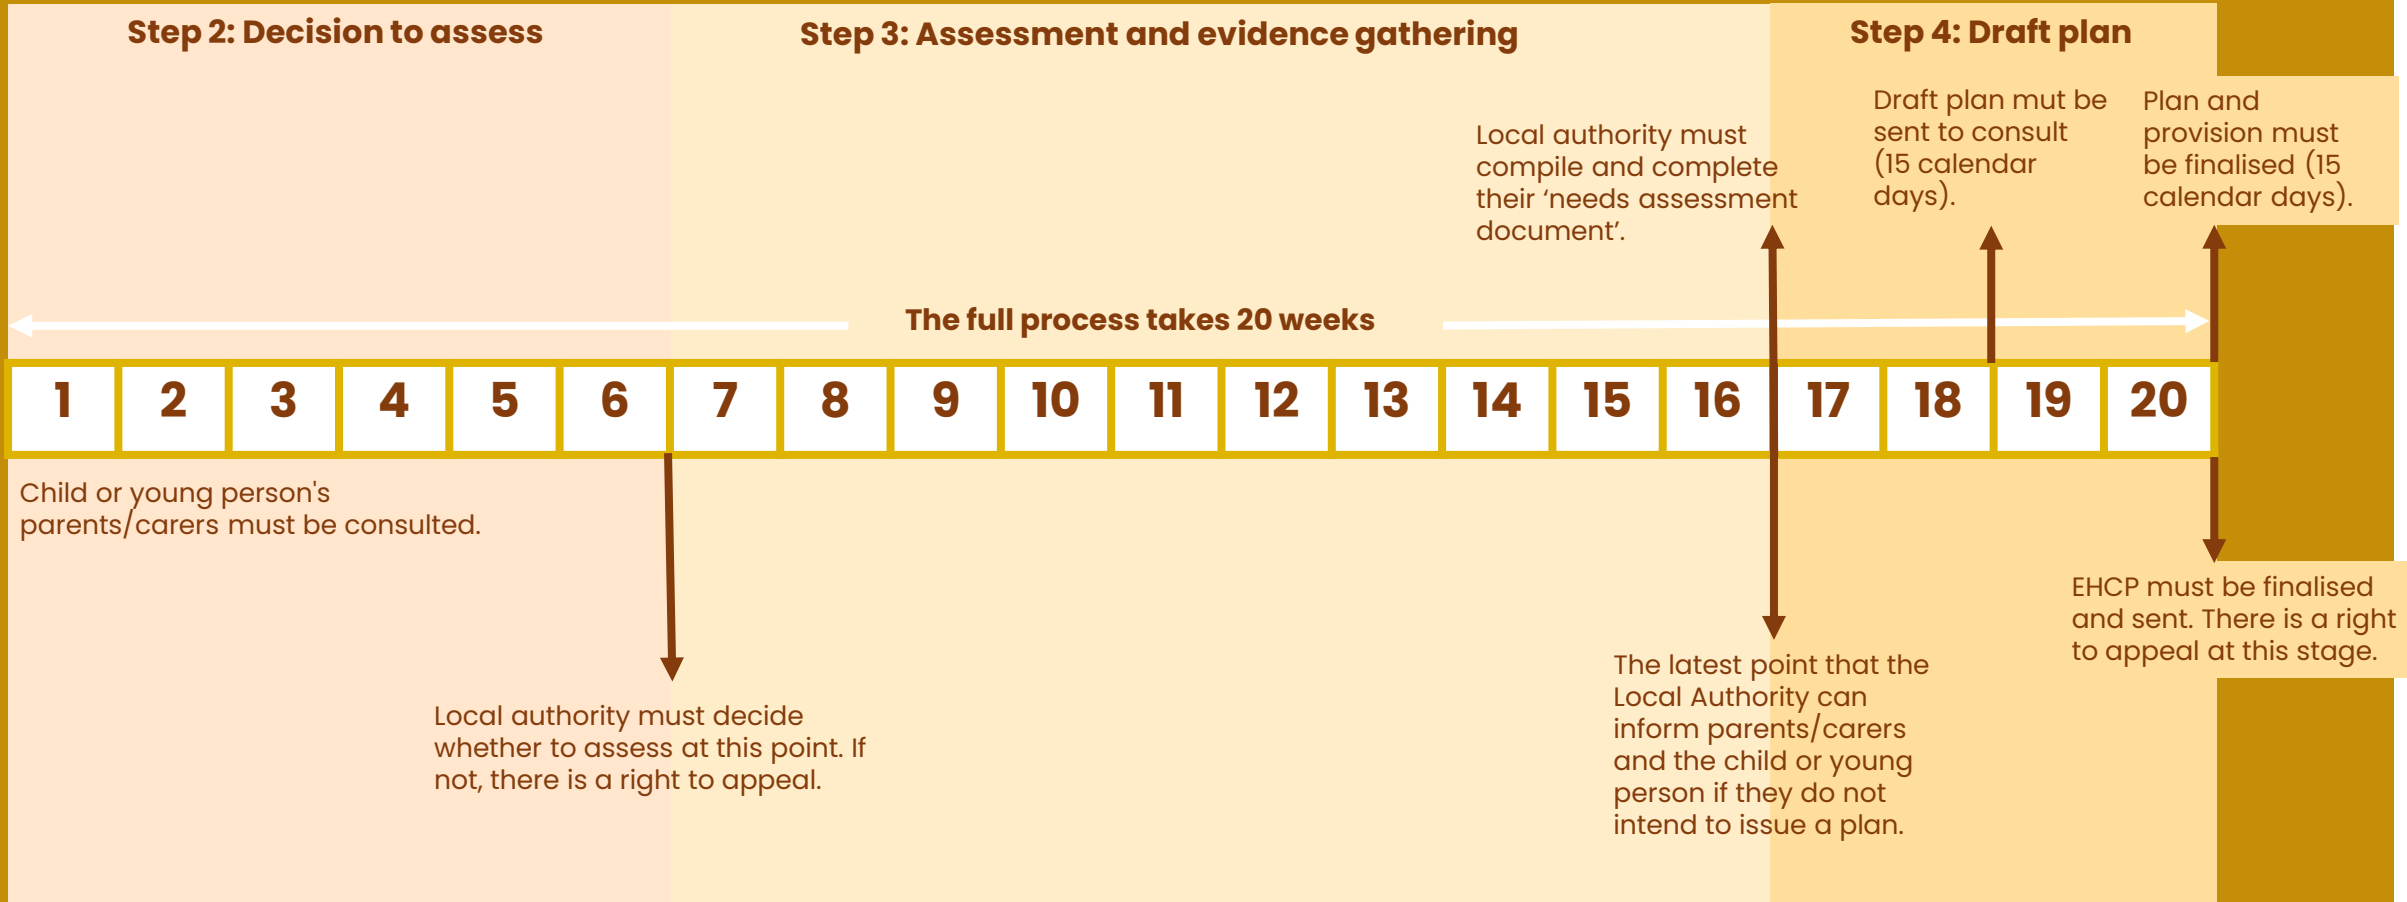 Step 2: Decision to assess
Step 3: Assessment and evidence gathering
Step 4: Draft plan
Local authority must
compile and complete
their ‘needs assessment
document’.
Draft plan mut be
sent to consult
(15 calendar
days).
Plan and
provision must
be finalised (15
calendar days).
The full process takes 20 weeks
1 2 3 4 5 6 7 8 9 10 11 12 13 14 15 16 17 18 19 20
Child or young person's
parents/carers must be consulted.
Local authority must decide
whether to assess at this point. If
not, there is a right to appeal.
The latest point that the
Local Authority can
inform parents/carers
and the child or young
person if they do not
intend to issue a plan.
EHCP must be finalised
and sent. There is a right
to appeal at this stage.